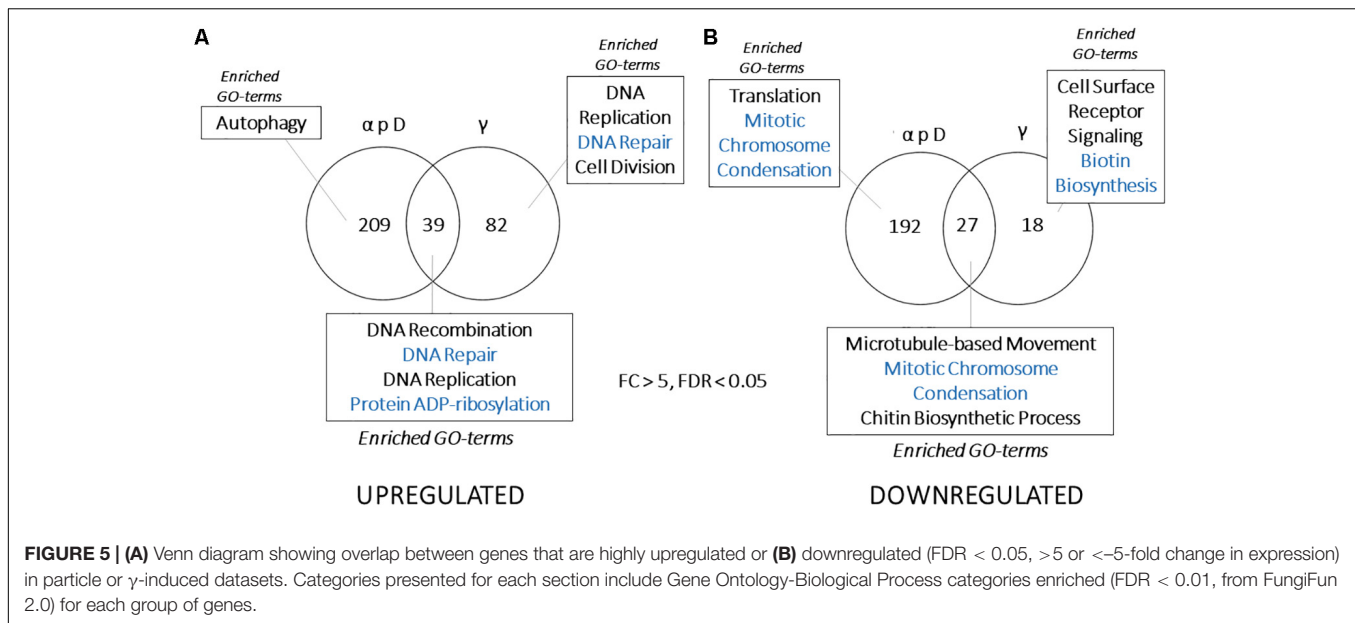 A
Enriched
GO-terms
Autophagy
α p D
γ
Enriched
GO-terms
DNA
Replication
DNA Repair
Cell Division
209
39
82
DNA Recombination
DNA Repair
DNA Replication
Protein ADP-ribosylation
Enriched GO-terms
UPREGULATED
FC > 5, FDR < 0.05
B
Enriched
GO-terms
Translation
Mitotic
Chromosome
Condensation
α p D
γ
Enriched
GO-terms
Cell Surface
Receptor
Signaling
Biotin
Biosynthesis
192
27
18
Microtubule-based Movement
Mitotic Chromosome
Condensation
Chitin Biosynthetic Process
Enriched GO-terms
DOWNREGULATED
FIGURE 5 | (A) Venn diagram showing overlap between genes that are highly upregulated or (B) downregulated (FDR < 0.05, >5 or <–5-fold change in expression)
in particle or γ-induced datasets. Categories presented for each section include Gene Ontology-Biological Process categories enriched (FDR < 0.01, from FungiFun
2.0) for each group of genes.